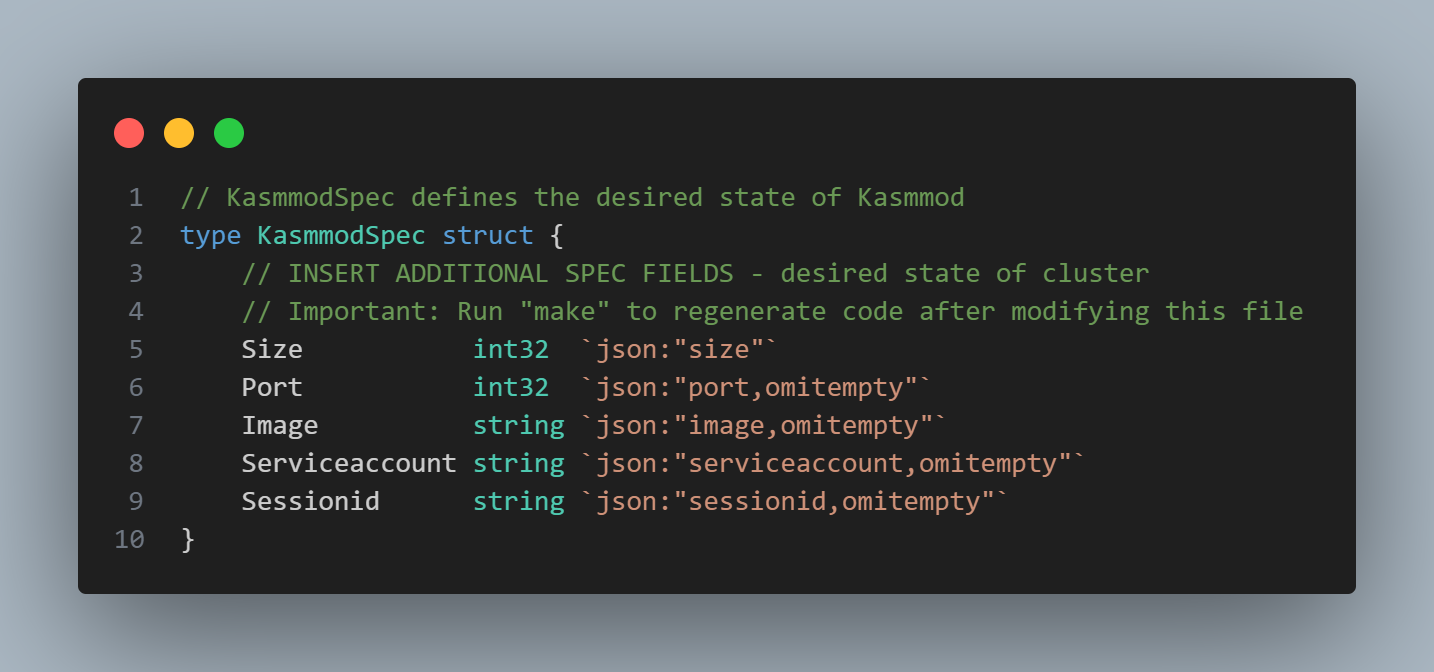 1 // KasmmodSpec defines the desired state of Kasmmod
2 type KasmmodSpec struct {
3     // INSERT ADDITIONAL SPEC FIELDS - desired state of cluster
4     // Important: Run "make" to regenerate code after modifying this file
5     Size           int32  `json:"size"`
6     Port           int32  `json:"port,omitempty"`
7     Image          string `json:"image,omitempty"`
8     Serviceaccount string `json:"serviceaccount,omitempty"`
9     Sessionid      string `json:"sessionid,omitempty"`
10 }